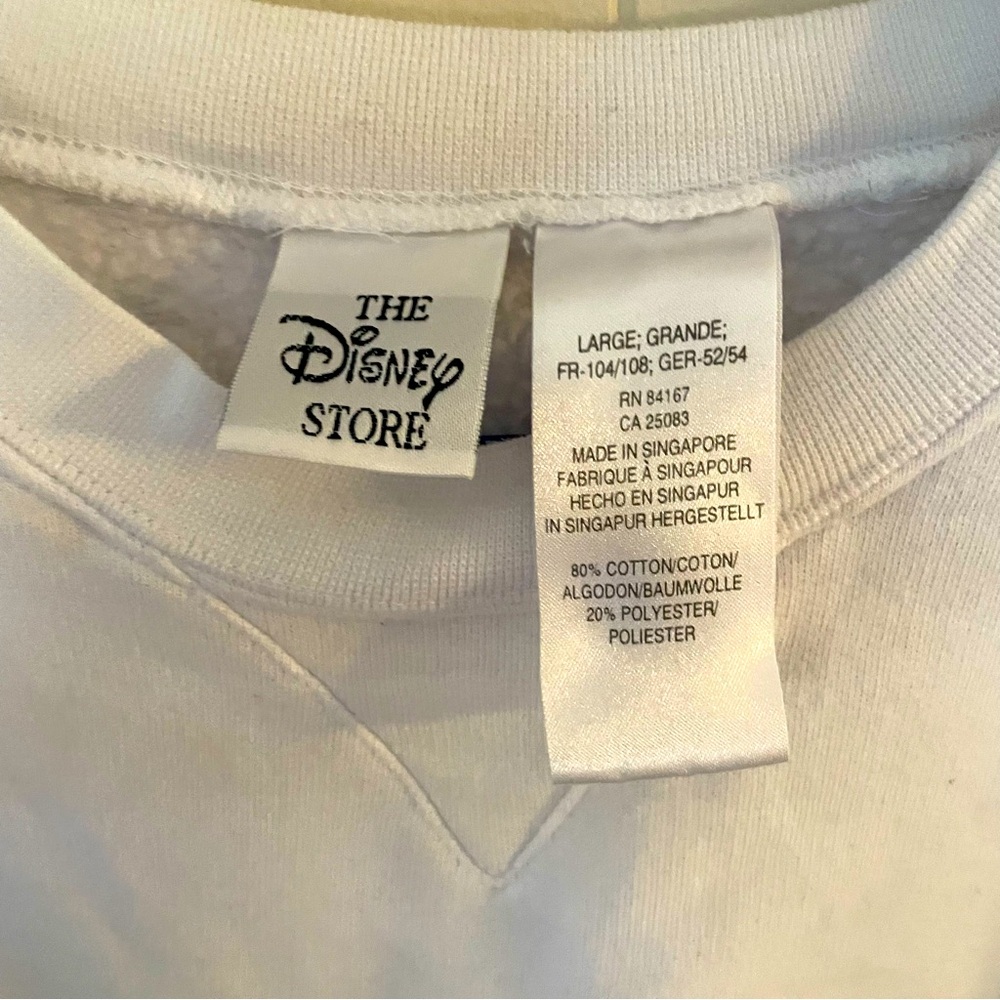 THE
DISNEY
STORE
LARGE; GRANDE;
FR-104/108; GER-52/54
RN 84167
CA 25083
MADE IN SINGAPORE
FABRIQUE À SINGAPOUR
HECHO EN SINGAPUR
IN SINGAPUR HERGESTELLT
80% COTTON/COTON/
ALGODON/BAUMWOLLE
20% POLYESTER/
POLIESTER